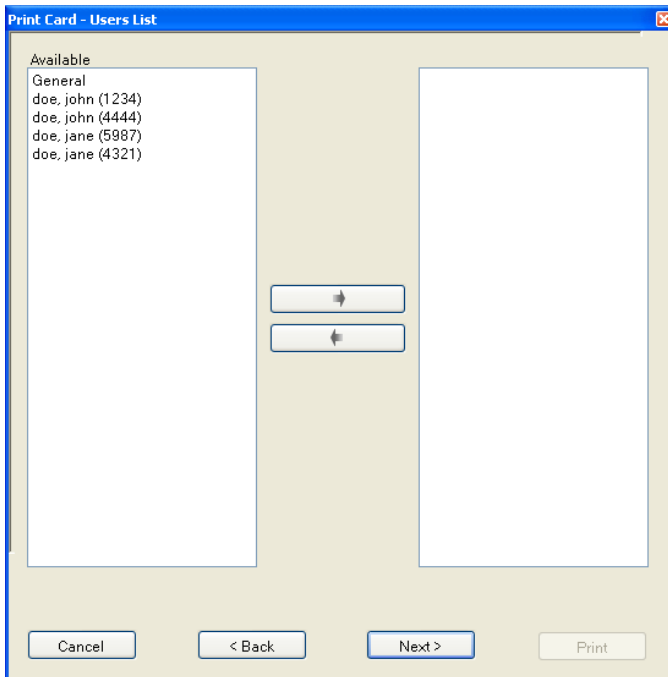 Print Card - Users List
Available
General
doe, john (1234)
doe, john (4444)
doe, jane (5987)
doe, jane (4321)
Cancel
< Back
Next >
Print